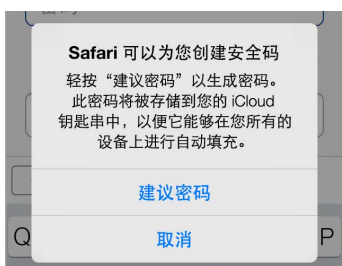 密码
Safari 可以为您创建安全码
轻按“建议密码”以生成密码。
此密码将被存储到您的 iCloud
钥匙串中，以便它能够在您所有的
设备上进行自动填充。
建议密码
取消
Q
P